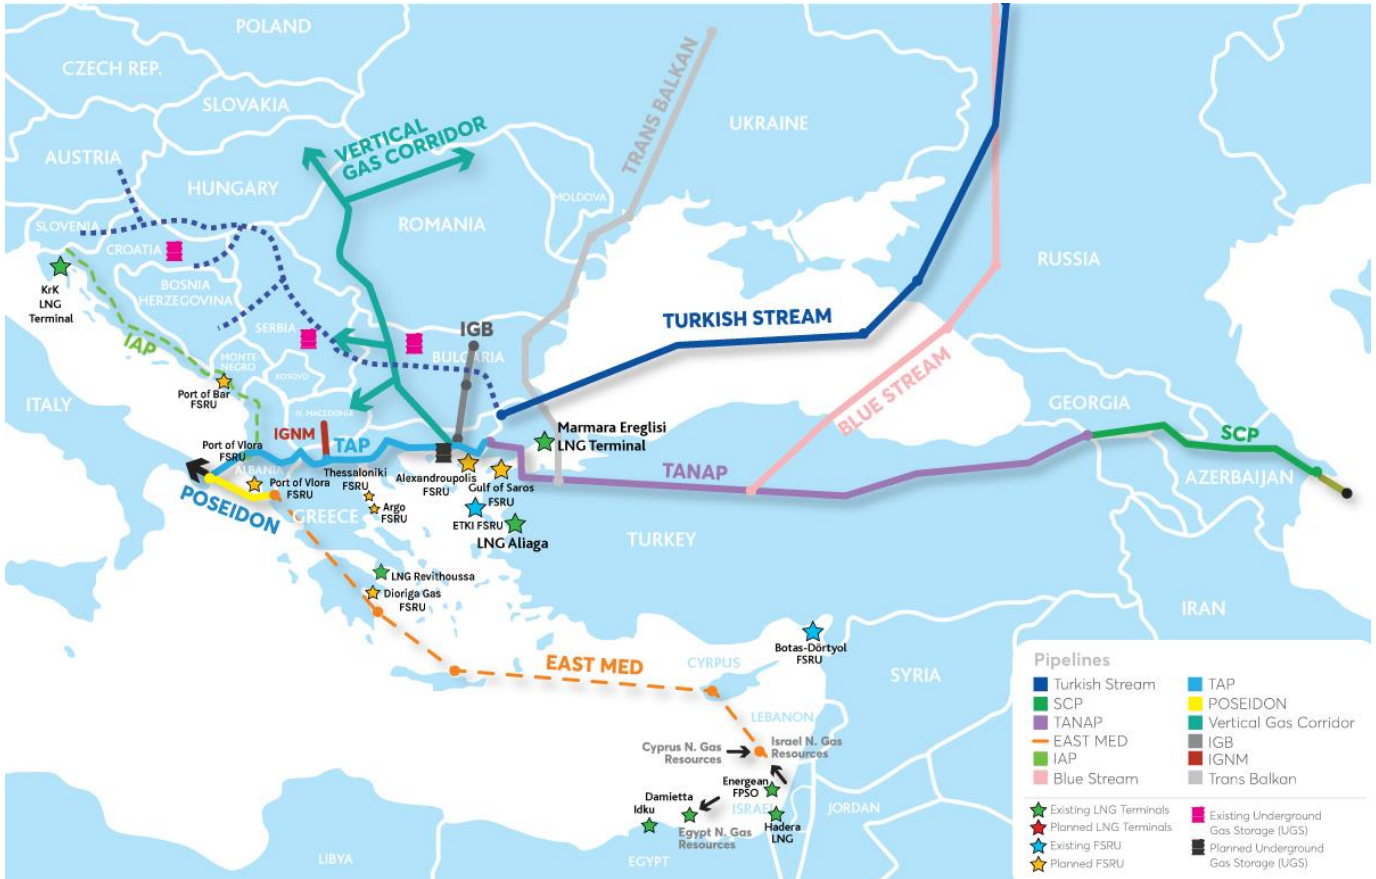 POLAND
CZECH REP.
SLOVAKIA
UKRAINE
VERTICAL
GAS CORRIDOR
TRANS BALKAN
AUSTRIA
HUNGARY
MOLDOVA
SLOVENIA
ROMANIA
CROATIA
RUSSIA
BOSNIA
HERZEGOVINA
KrK
LNG
Terminal
SERBIA
TURKISH STREAM
IGB
IAP
BULGARIA
MONTE-
NEGRO
KOSOVO
BLUE STREAM
Port of Bar
FSRU
ITALY
GEORGIA
N. MACEDONIA
IGNM
TAP
Marmara Ereglisi
LNG Terminal
SCP
Port of Vlora
FSRU
ALBANIA
Port of Vlora
FSRU
Thessaloniki
FSRU
Alexandroupolis
FSRU
Gulf of Saros
FSRU
TANAP
AZERBAIJAN
POSEIDON
GREECE
Argo
FSRU
ETKI FSRU
LNG Aliaga
TURKEY
LNG Revithoussa
Dioriga Gas
FSRU
IRAN
Botas-Dörtyol
FSRU
EAST MED
CYRPUS
SYRIA
LEBANON
Cyprus N. Gas
Resources
Israel N. Gas
Resources
Energean
FPSO
Damietta
Idku
ISRAEL
JORDAN
Hadera
LNG
Egypt N. Gas
Resources
LIBYA
EGYPT
Pipelines
Turkish Stream
SCP
TANAP
EAST MED
IAP
Blue Stream
TAP
POSEIDON
Vertical Gas Corridor
IGB
IGNM
Trans Balkan
Existing LNG Terminals
Planned LNG Terminals
Existing FSRU
Planned FSRU
Existing Underground
Gas Storage (UGS)
Planned Underground
Gas Storage (UGS)